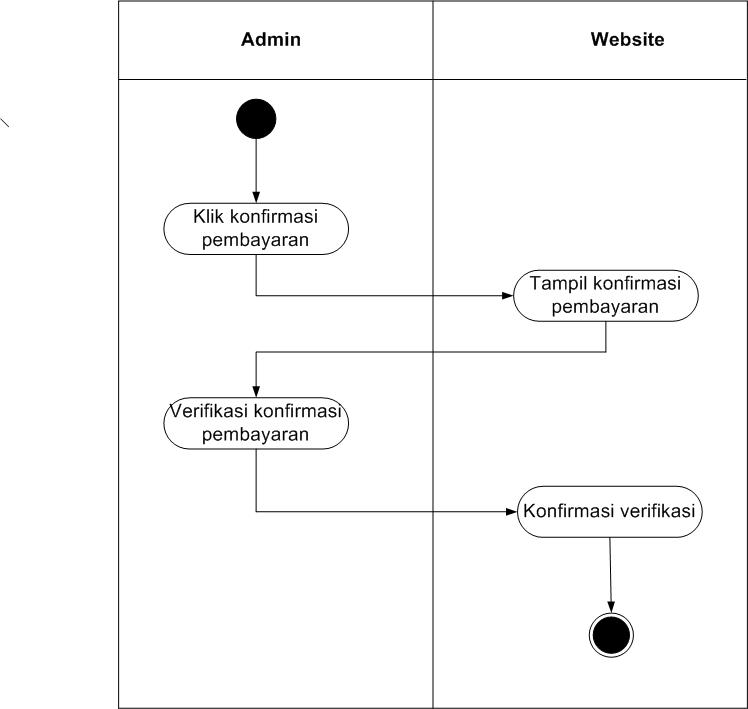 Admin
Website
Klik konfirmasi
pembayaran
Tampil konfirmasi
pembayaran
Verifikasi konfirmasi
pembayaran
Konfirmasi verifikasi